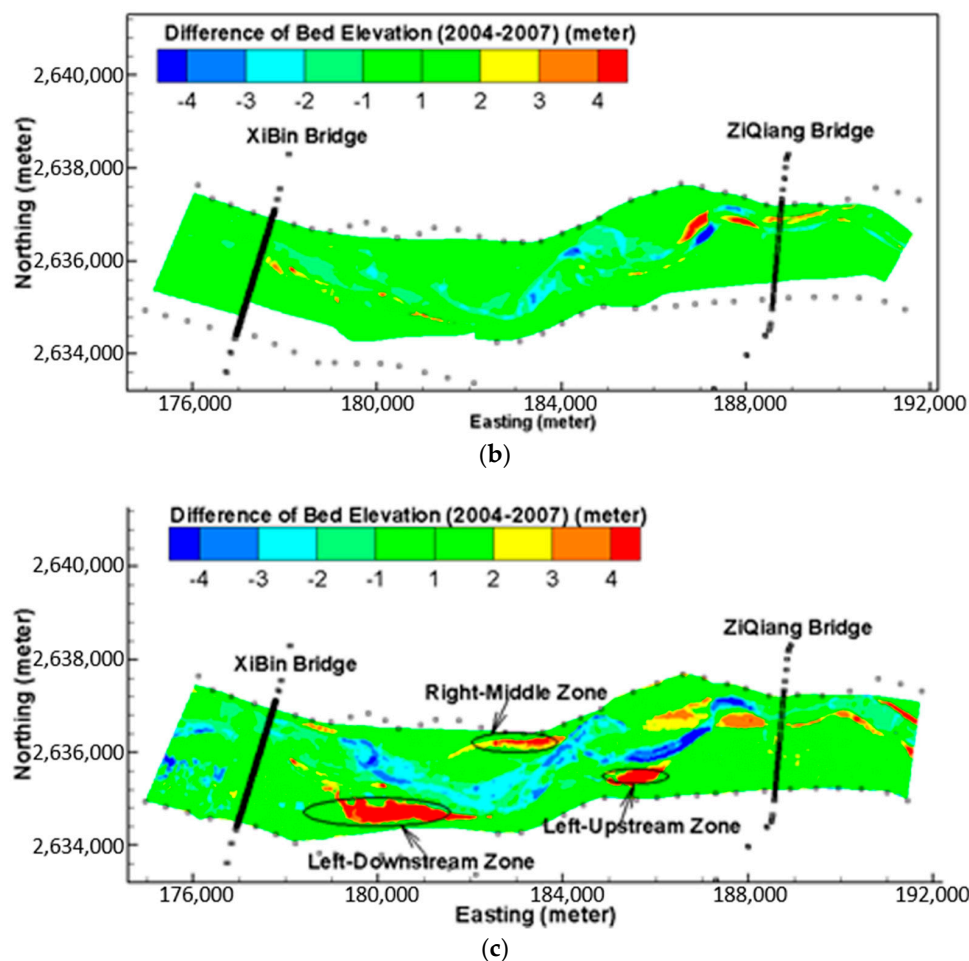 Difference of Bed Elevation (2004-2007) (meter)
-4 -3 -2 -1 1 2 3 4
2,640,000
XiBin Bridge
ZiQiang Bridge
2,638,000
Northing (meter)
2,636,000
2,634,000
176,000 180,000 184,000 188,000 192,000
Easting (meter)
(b)
Difference of Bed Elevation (2004-2007) (meter)
-4 -3 -2 -1 1 2 3 4
2,640,000
ZiQiang Bridge
2,638,000
XiBin Bridge
Right-Middle Zone
Northing (meter)
2,636,000
Left-Upstream Zone
2,634,000
Left-Downstream Zone
176,000 180,000 184,000 188,000 192,000
Easting (meter)
(c)